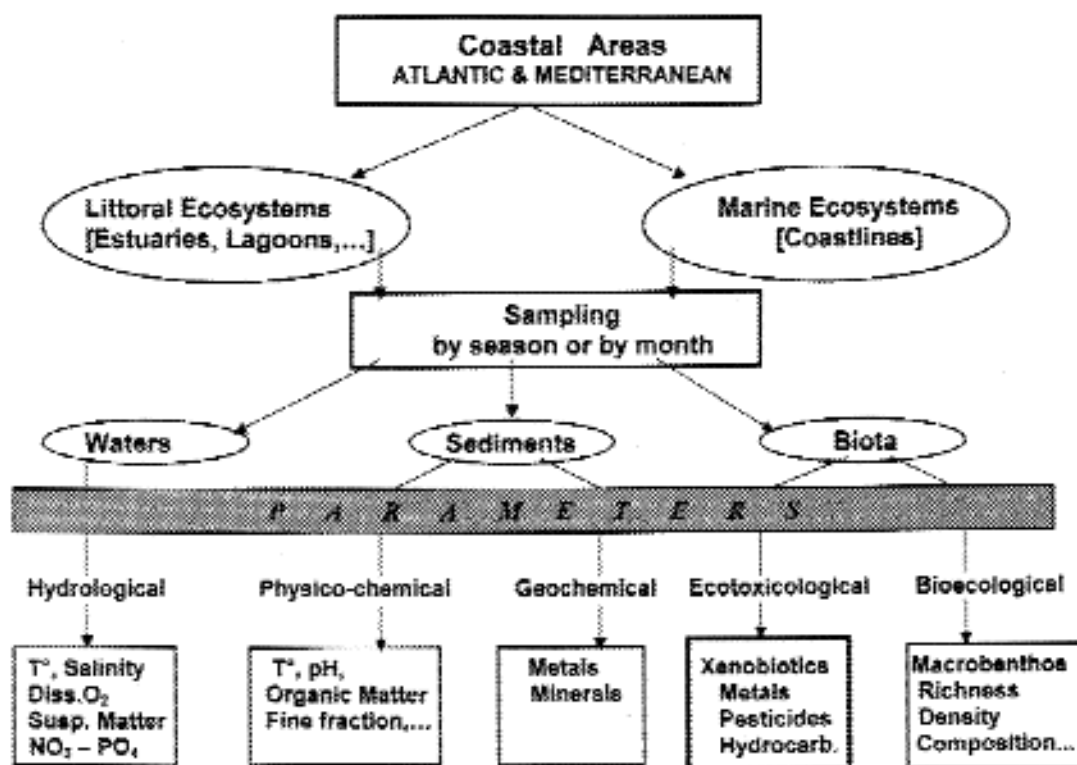 Coastal Areas
ATLANTIC & MEDITERRANEAN
Littoral Ecosystems
[Estuaries, Lagoons,...]
Marine Ecosystems
[Coastlines]
Sampling
by season or by month
Waters
Sediments
Biota
P A R A M E T E R S
Hydrological
Physico-chemical
Geochemical
Ecotoxicological
Bioecological
T°, Salinity
Diss.O₂
Susp. Matter
NO₃ – PO₄
T°, pH,
Organic Matter
Fine fraction,...
Metals
Minerals
Xenobiotics
Metals
Pesticides
Hydrocarb.
Macrobenthos
Richness
Density
Composition...